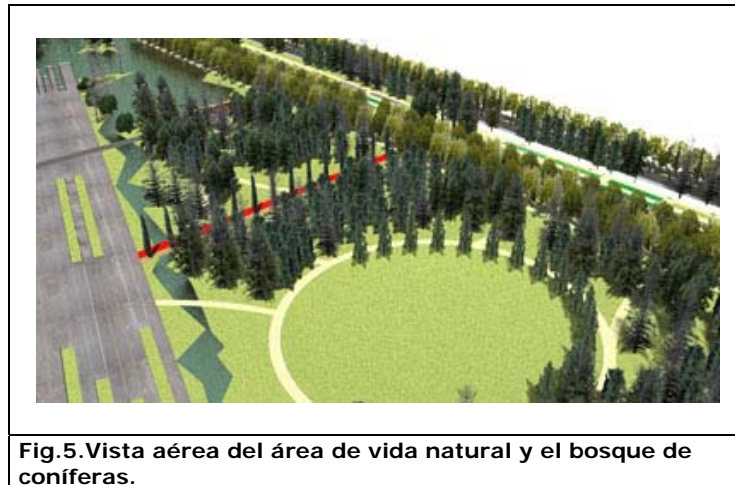 Fig.5.Vista aérea del área de vida natural y el bosque de
coníferas.